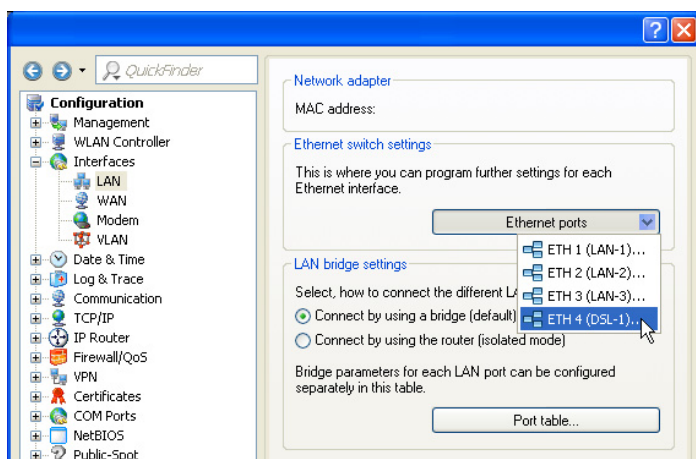 QuickFinder
Configuration
Management
WLAN Controller
Interfaces
LAN
WAN
Modem
VLAN
Date & Time
Log & Trace
Communication
TCP/IP
IP Router
Firewall/QoS
VPN
Certificates
COM Ports
NetBIOS
Public-Spot
Network adapter
MAC address:
Ethernet switch settings
This is where you can program further settings for each
Ethernet interface.
Ethernet ports
ETH 1 (LAN-1)...
ETH 2 (LAN-2)...
ETH 3 (LAN-3)...
ETH 4 (DSL-1)...
LAN bridge settings
Select, how to connect the different
Connect by using a bridge (default)
Connect by using the router (isolated mode)
Bridge parameters for each LAN port can be configured
separately in this table.
Port table...